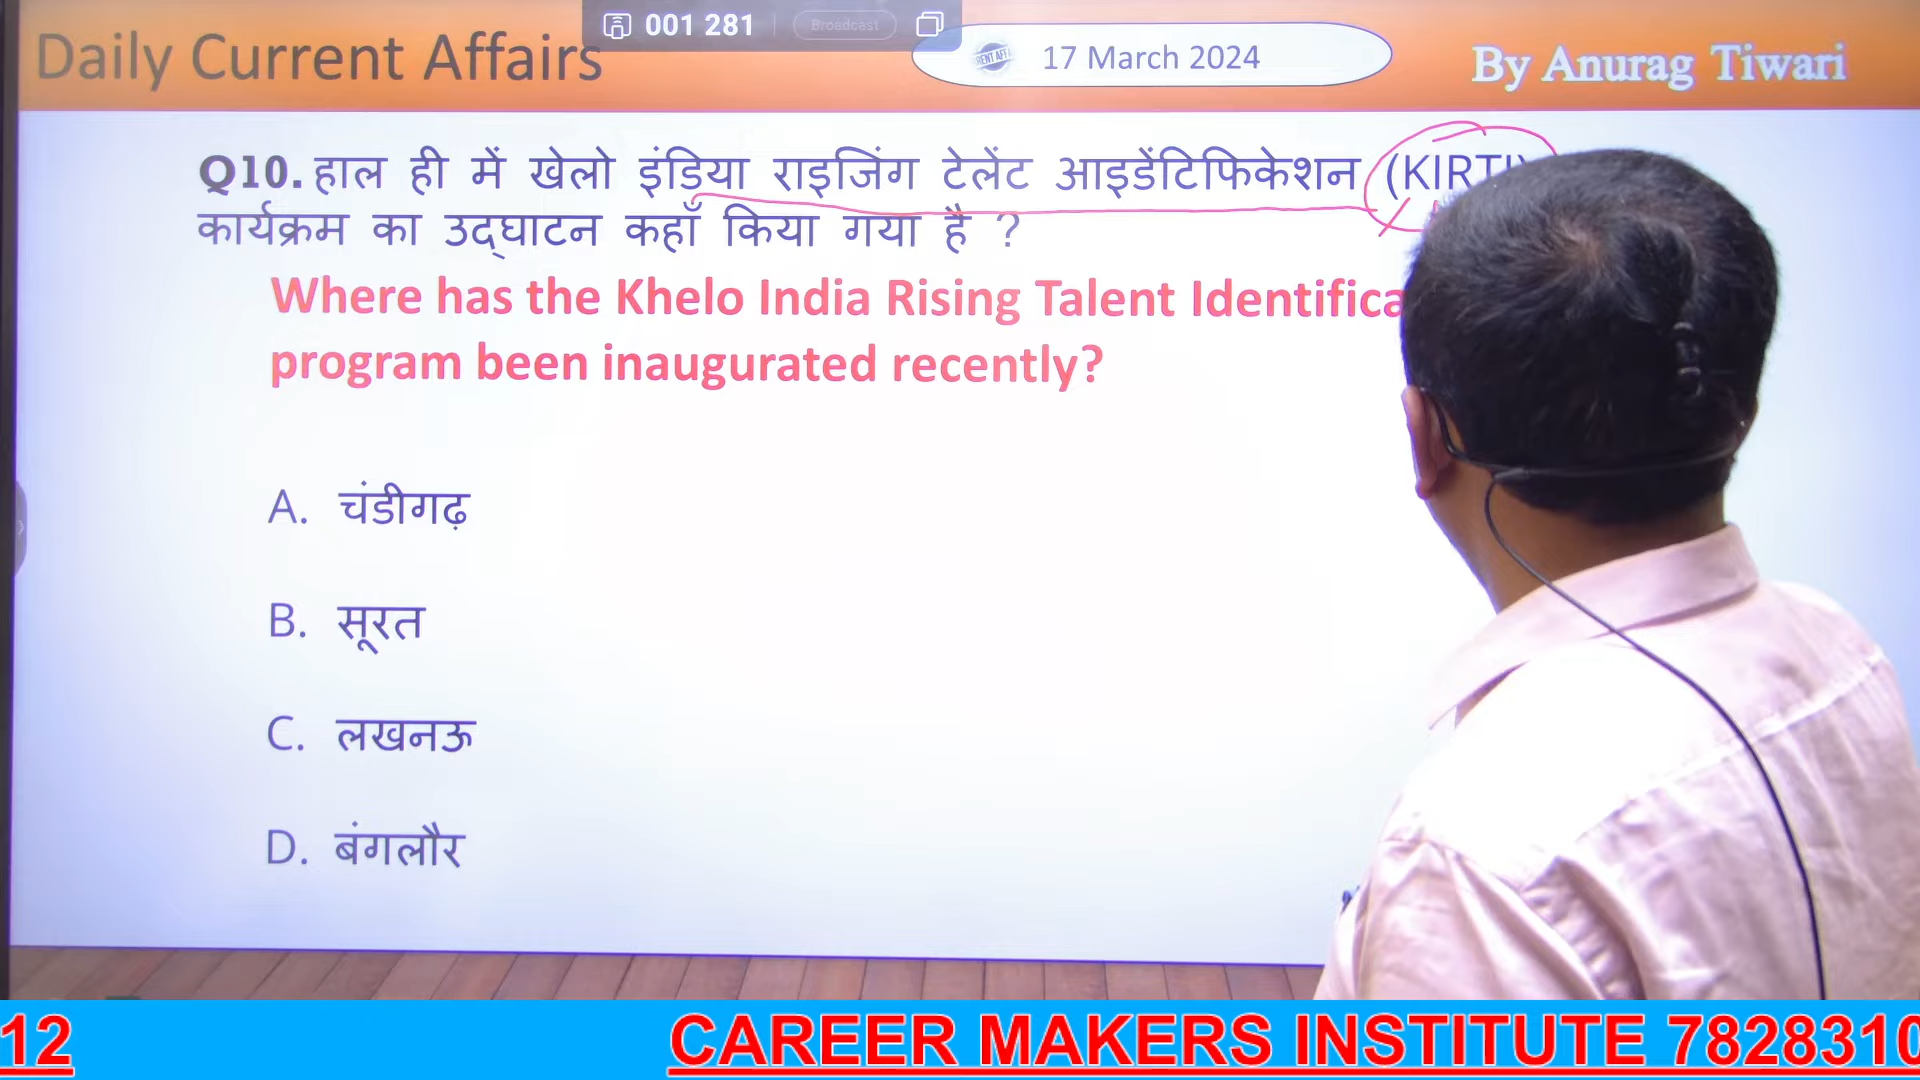 001 281
Broadcast
Daily Current Affairs
17 March 2024
By Anurag Tiwari
Q10. हाल ही में खेलो इंडिया राइजिंग टेलेंट आइडेंटिफिकेशन (KIRTI)
कार्यक्रम का उद्घाटन कहाँ किया गया है ?
Where has the Khelo India Rising Talent Identifica
program been inaugurated recently?
A. चंडीगढ़
B. सूरत
C. लखनऊ
D. बंगलौर
12 CAREER MAKERS INSTITUTE 7828310